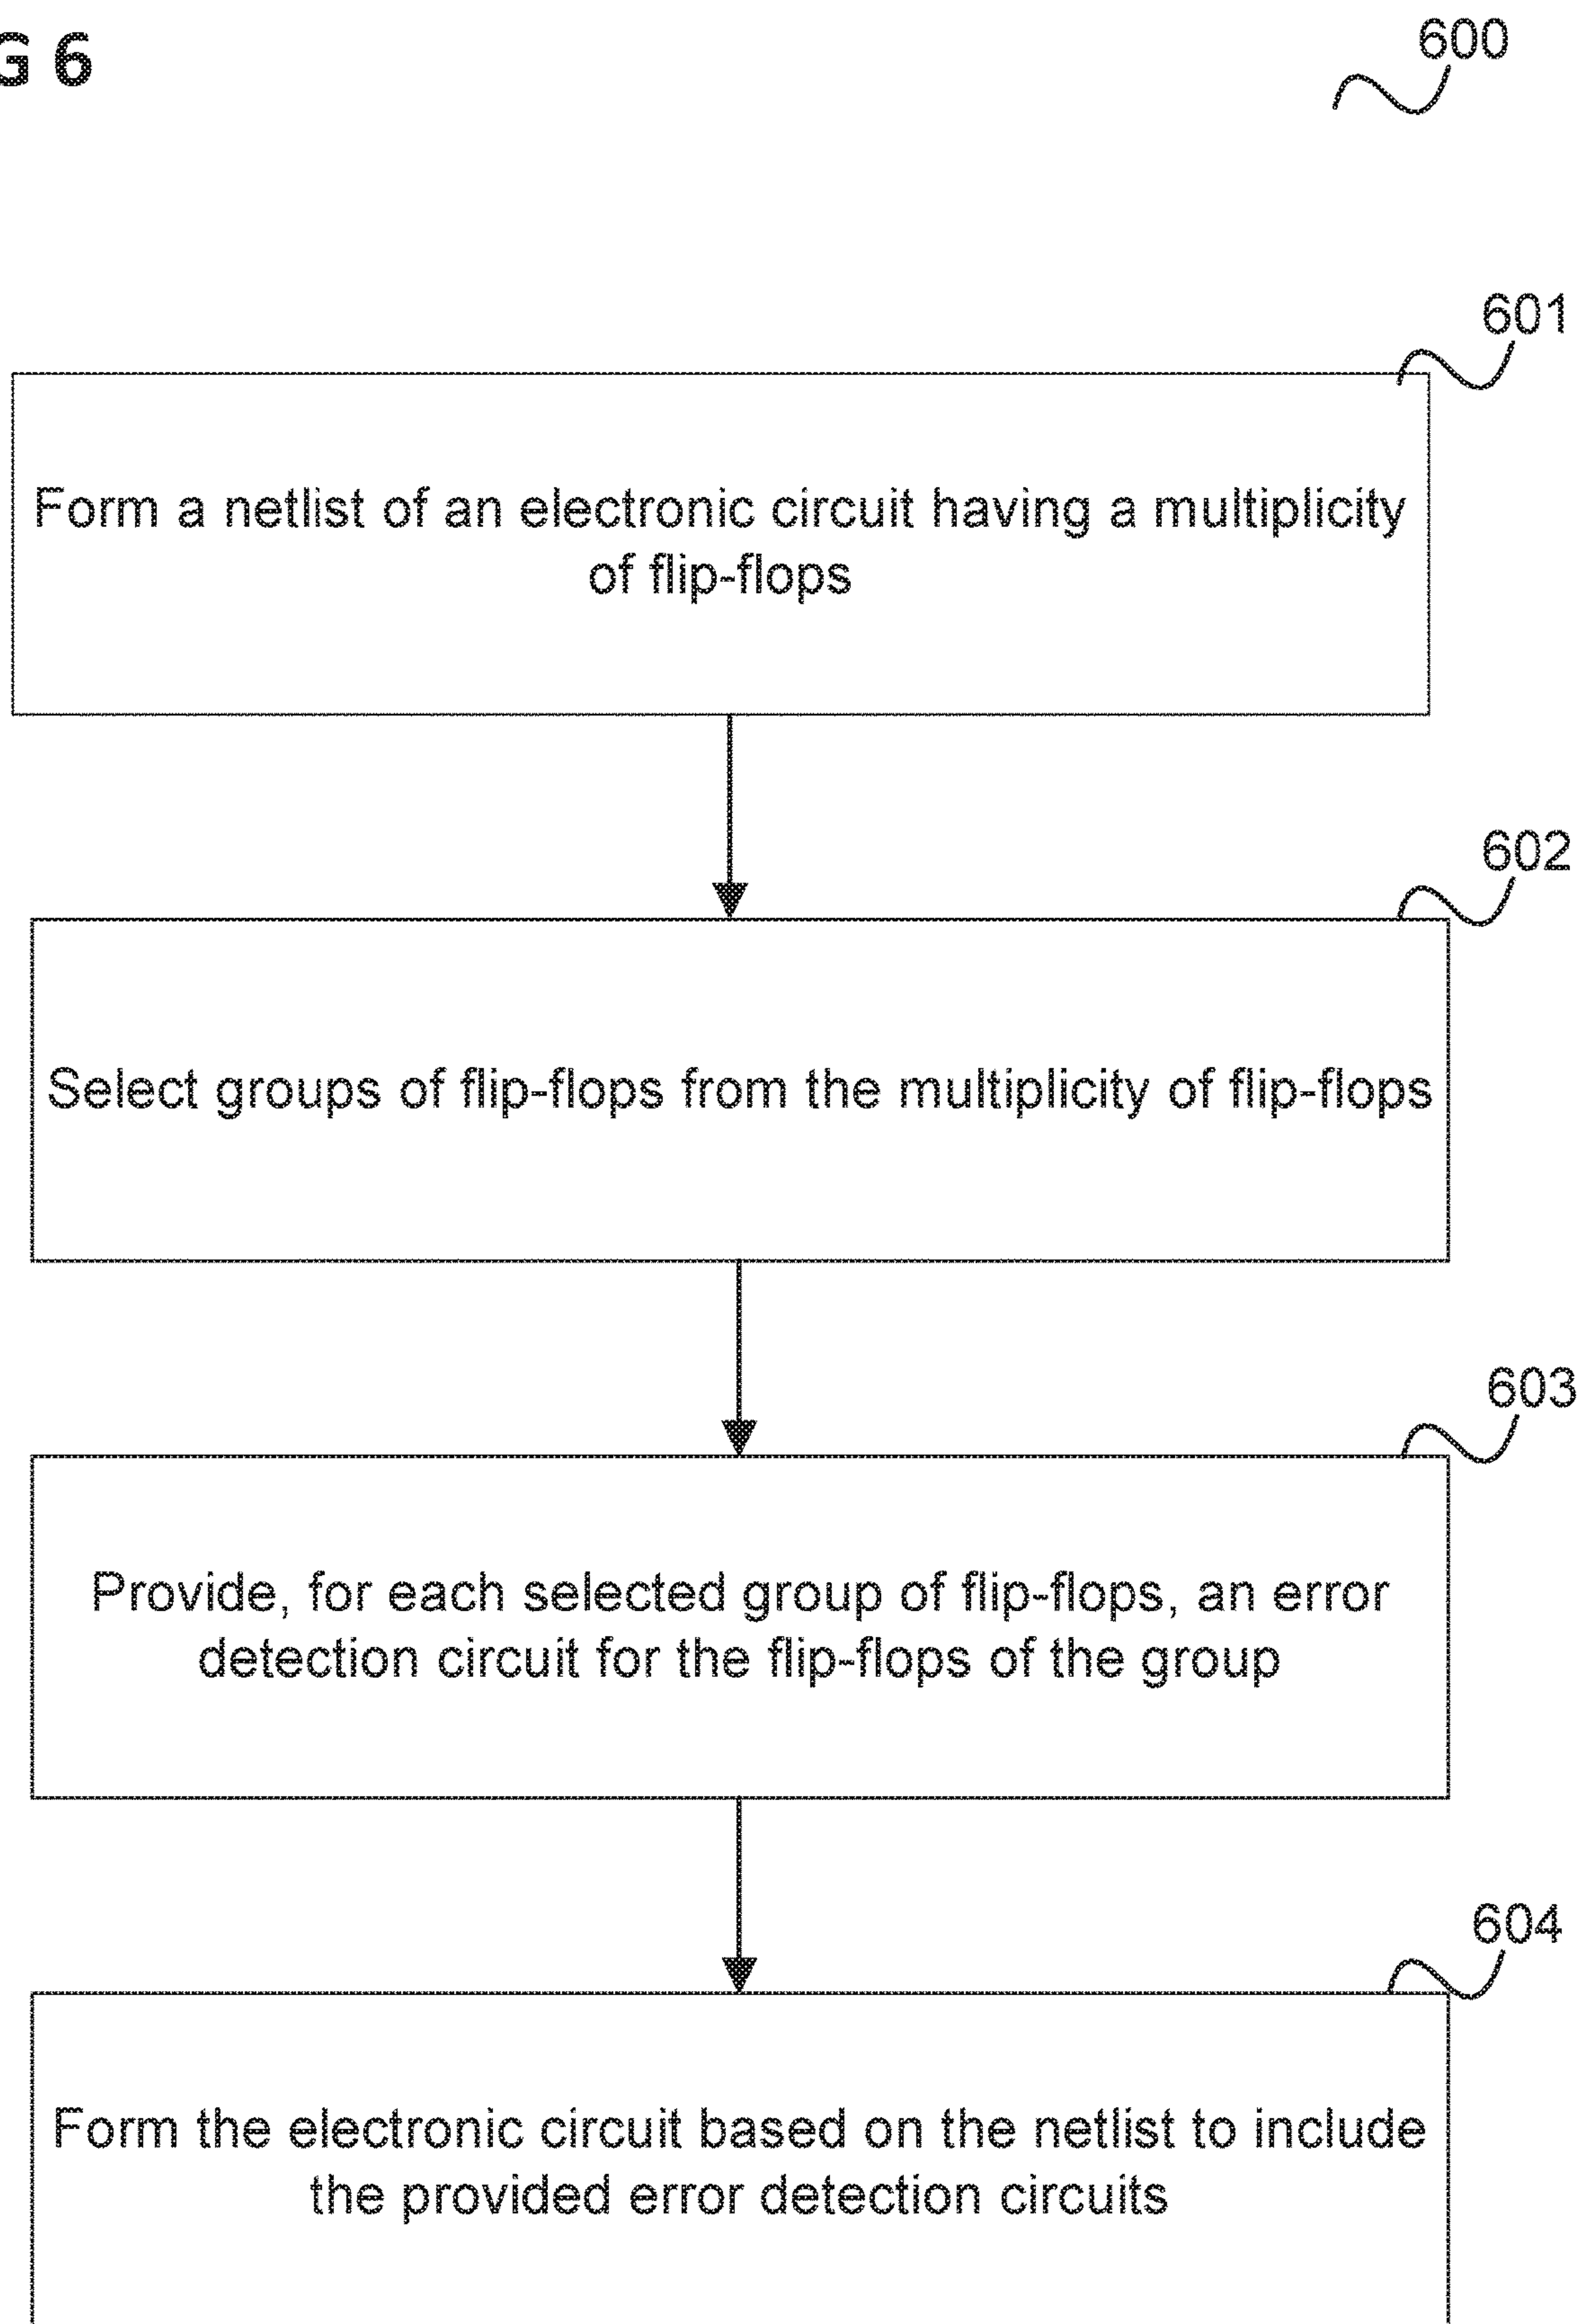 G 6
600
601
Form a netlist of an electronic circuit having a multiplicity
of flip-flops
602
Select groups of flip-flops from the multiplicity of flip-flops
603
Provide, for each selected group of flip-flops, an error
detection circuit for the flip-flops of the group
604
Form the electronic circuit based on the netlist to include
the provided error detection circuits